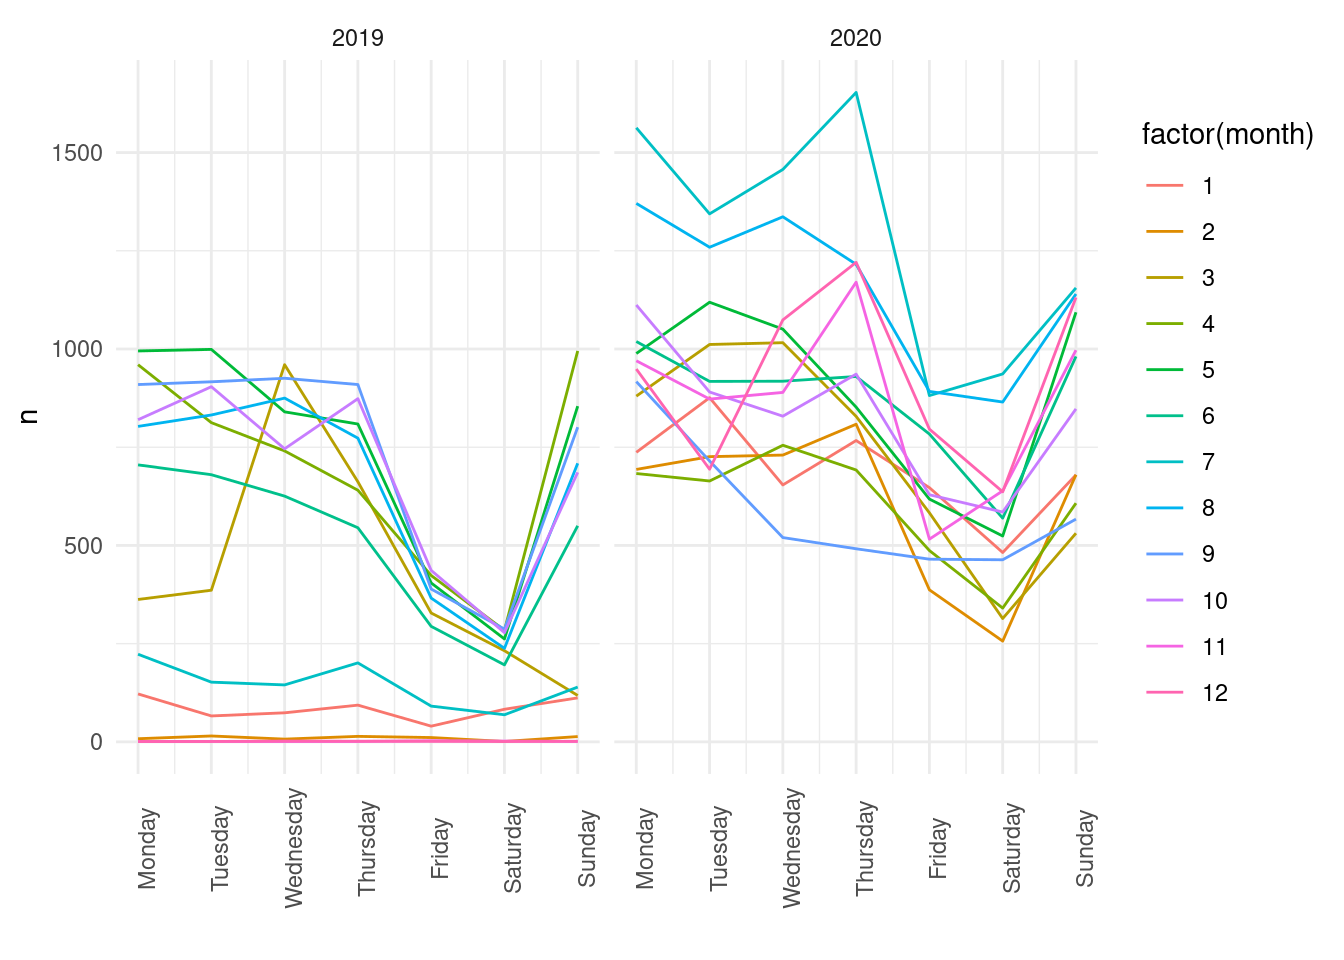 2019
2020
factor(month)
1
2
3
4
5
6
7
8
9
10
11
12
n
1500
1000
500
0
Monday
Tuesday
Wednesday
Thursday
Friday
Saturday
Sunday
Monday
Tuesday
Wednesday
Thursday
Friday
Saturday
Sunday